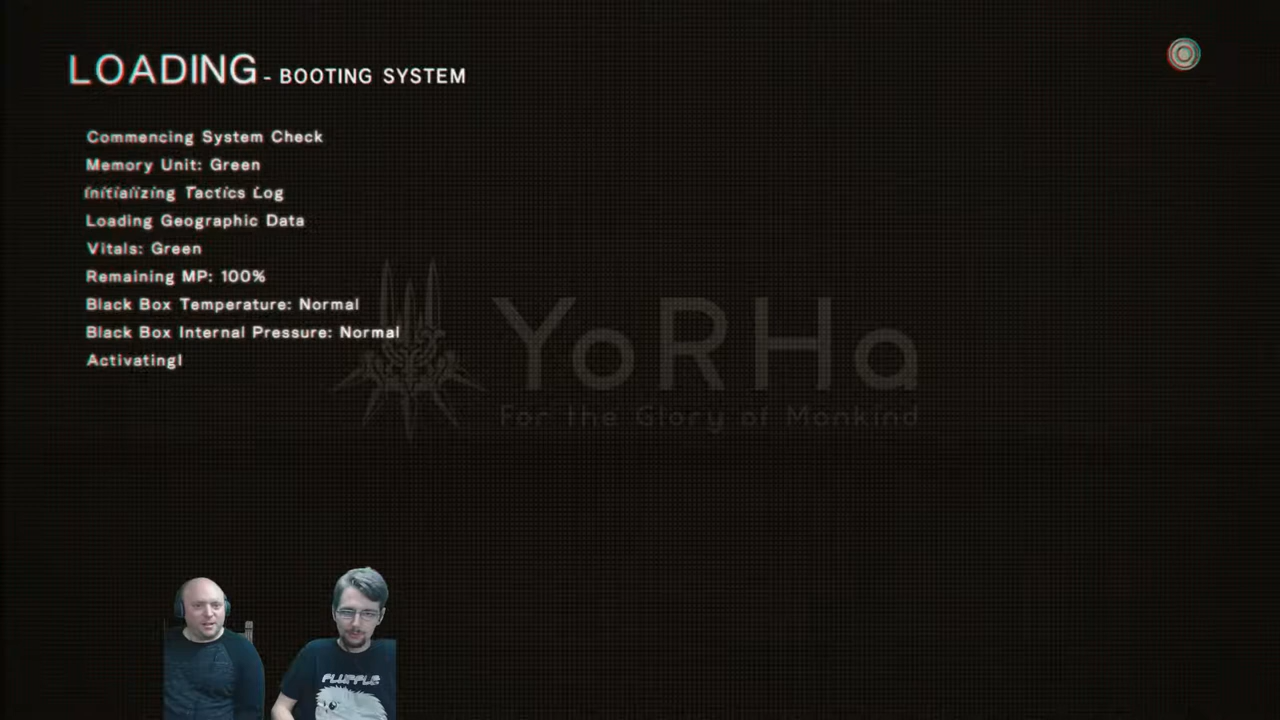 LOADING - BOOTING SYSTEM
Commencing System Check
Memory Unit: Green
Initializing Tactics Log
Loading Geographic Data
Vitals: Green
Remaining MP: 100%
Black Box Temperature: Normal
Black Box Internal Pressure: Normal
Activating!
YoRHa
For the Glory of Mankind
FLUFFLE